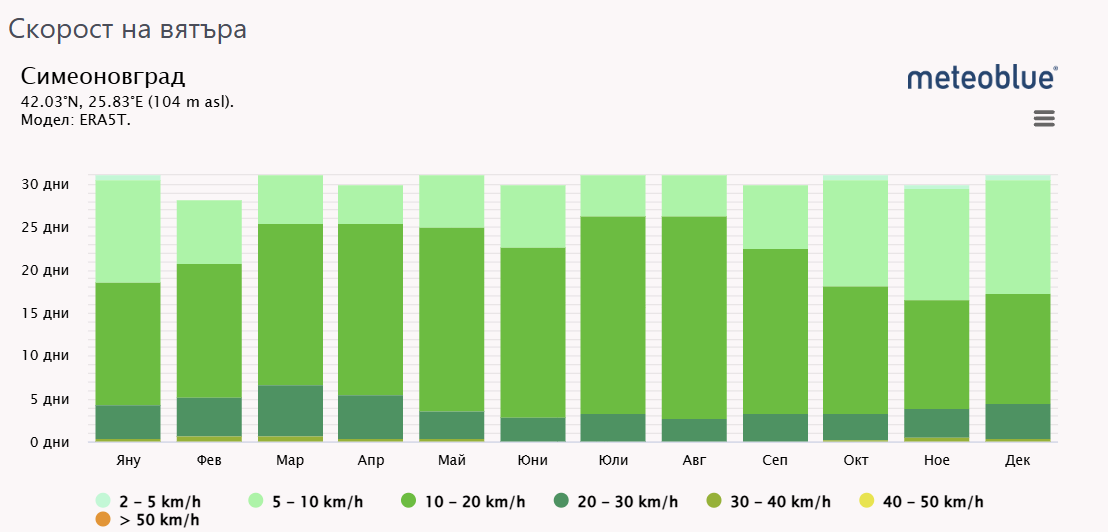 Скорост на вятъра
Симеоновград
meteoblue®
42.03°N, 25.83°E (104 m asl).
Модел: ERA5T.
30 дни
25 дни
20 дни
15 дни
10 дни
5 дни
0 дни
Яну Фев Мар Апр Май Юни Юли Авг Сеп Окт Ное Дек
2 – 5 km/h 5 – 10 km/h 10 – 20 km/h 20 – 30 km/h 30 – 40 km/h 40 – 50 km/h
> 50 km/h